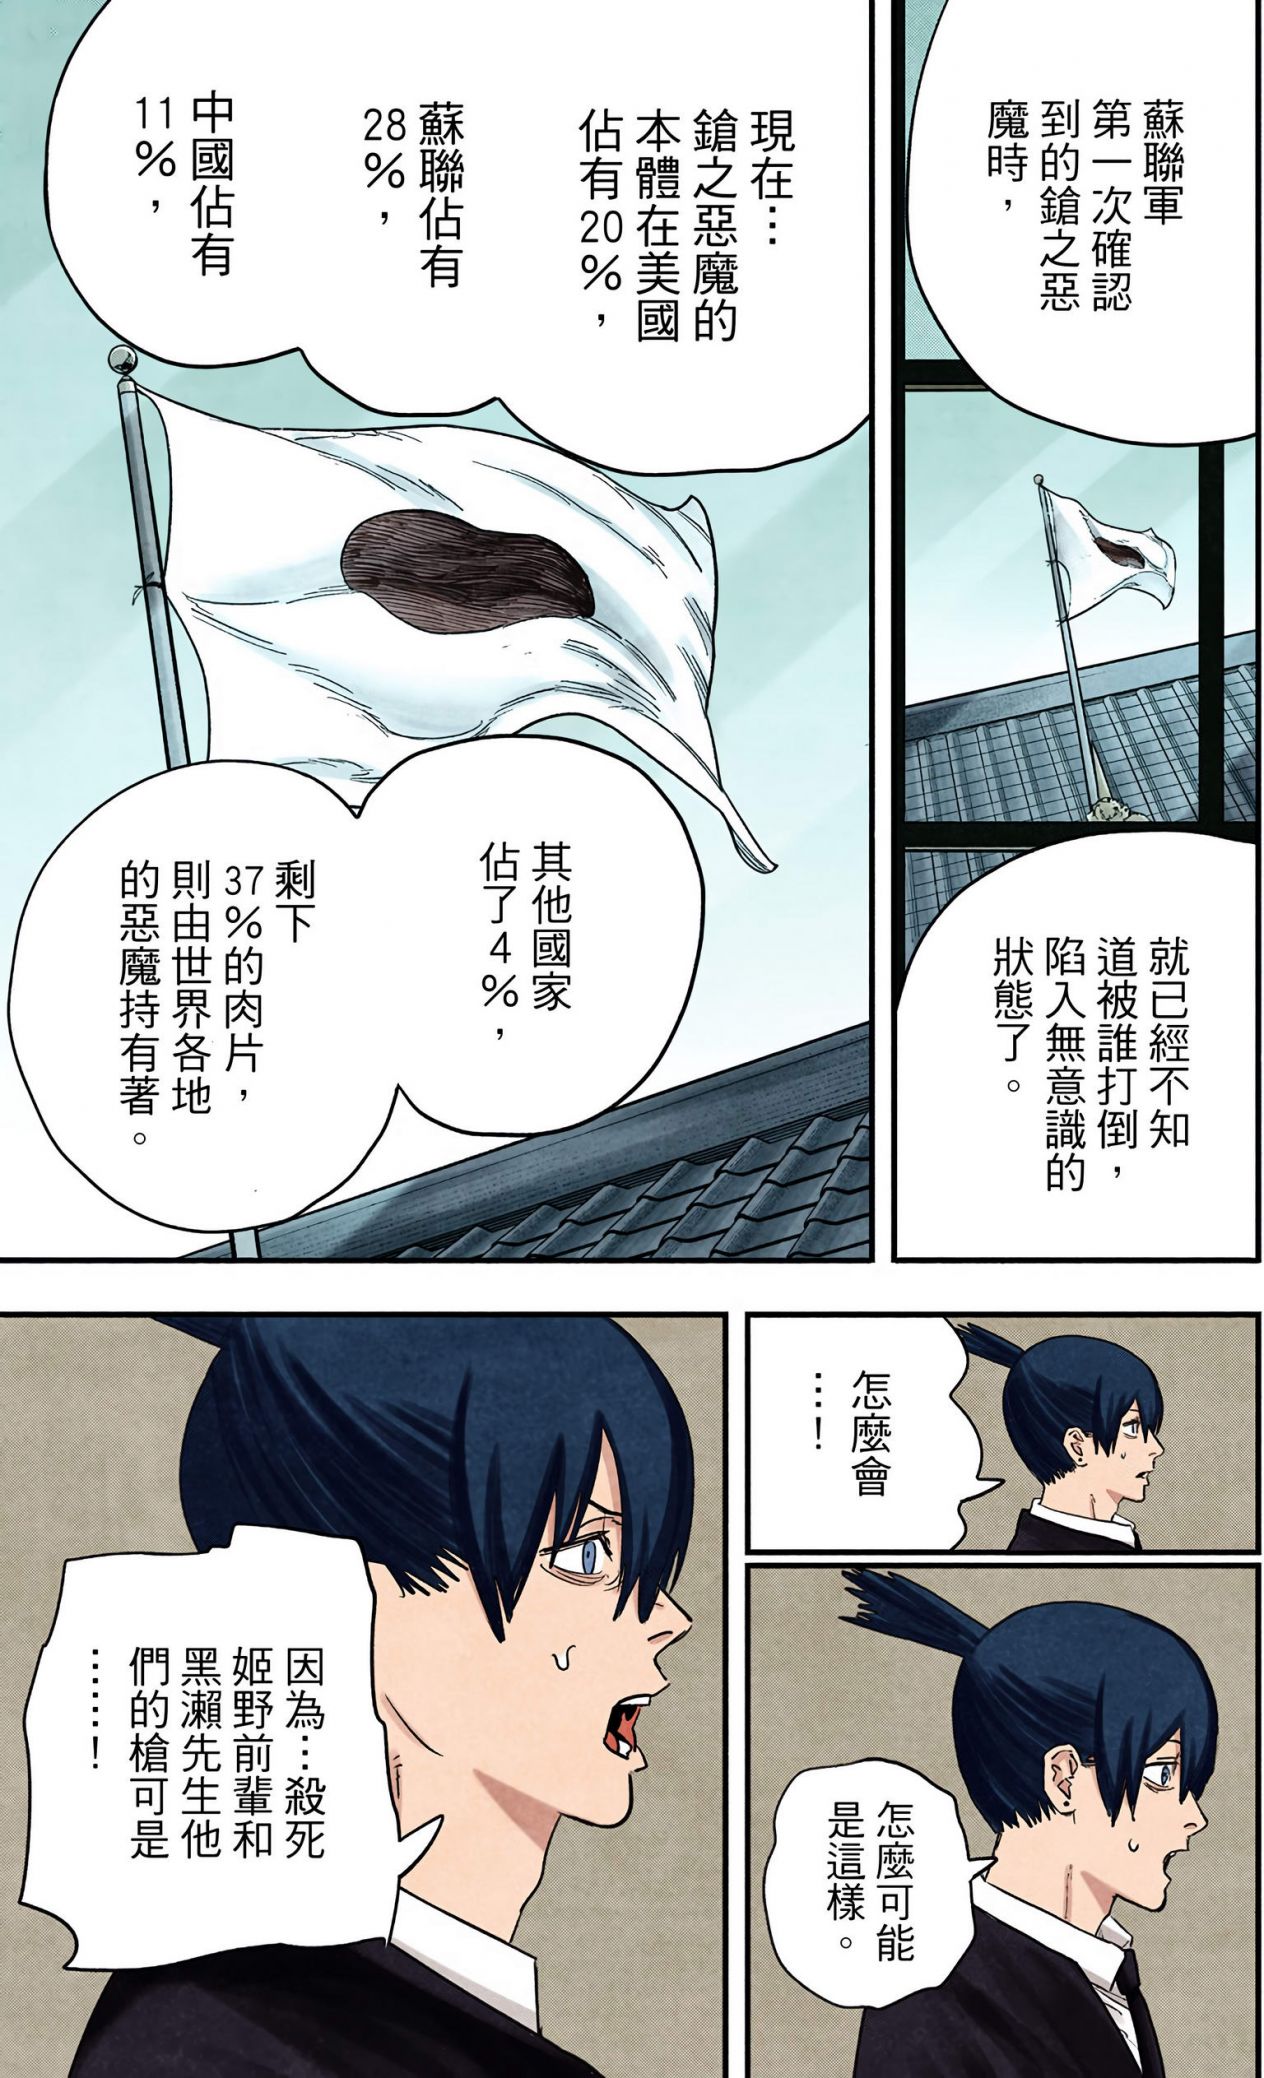 蘇聯軍
第一次確認
到的鎗之惡
魔時，
就已經不知
道被誰打倒，
陷入無意識的
狀態了。
現在…
鎗之惡魔的
本體在美國
佔有20%，
蘇聯佔有
28%，
中國佔有
11%，
其他國家
佔了4%，
剩下
37%的肉片，
則由世界各地
的惡魔持有著。
怎麼會
…！
怎麼可能
是這樣。
因為…殺死
姬野前輩和
黑瀨先生他
們的槍可是
……！